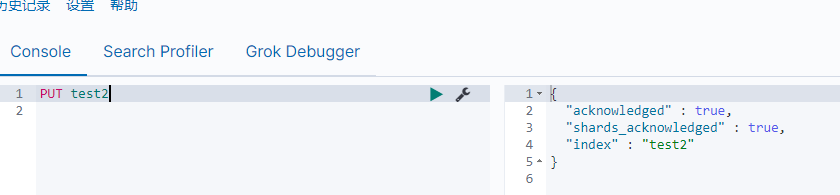 历史记录 设置 帮助
Console Search Profiler Grok Debugger
1 PUT test2
2
1 {
2 "acknowledged" : true,
3 "shards_acknowledged" : true,
4 "index" : "test2"
5 }
6